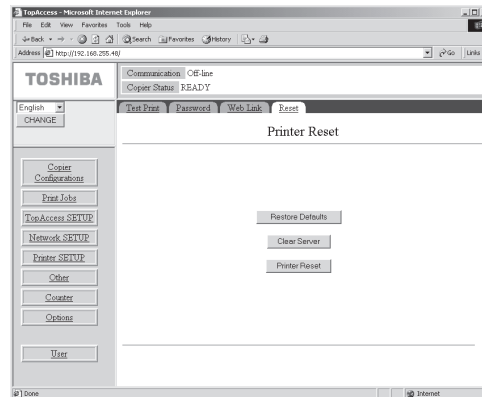 TopAccess - Microsoft Internet Explorer
File Edit View Favorites Tools Help
Back Search Favorites History
Address http://192.168.255.48/ Go Links
TOSHIBA
Communication Off-line
Copier Status READY
English
CHANGE
Test Print Password Web Link Reset
Printer Reset
Copier
Configurations
Print Jobs
TopAccess SETUP
Network SETUP
Printer SETUP
Other
Counter
Options
User
Restore Defaults
Clear Server
Printer Reset
Done Internet